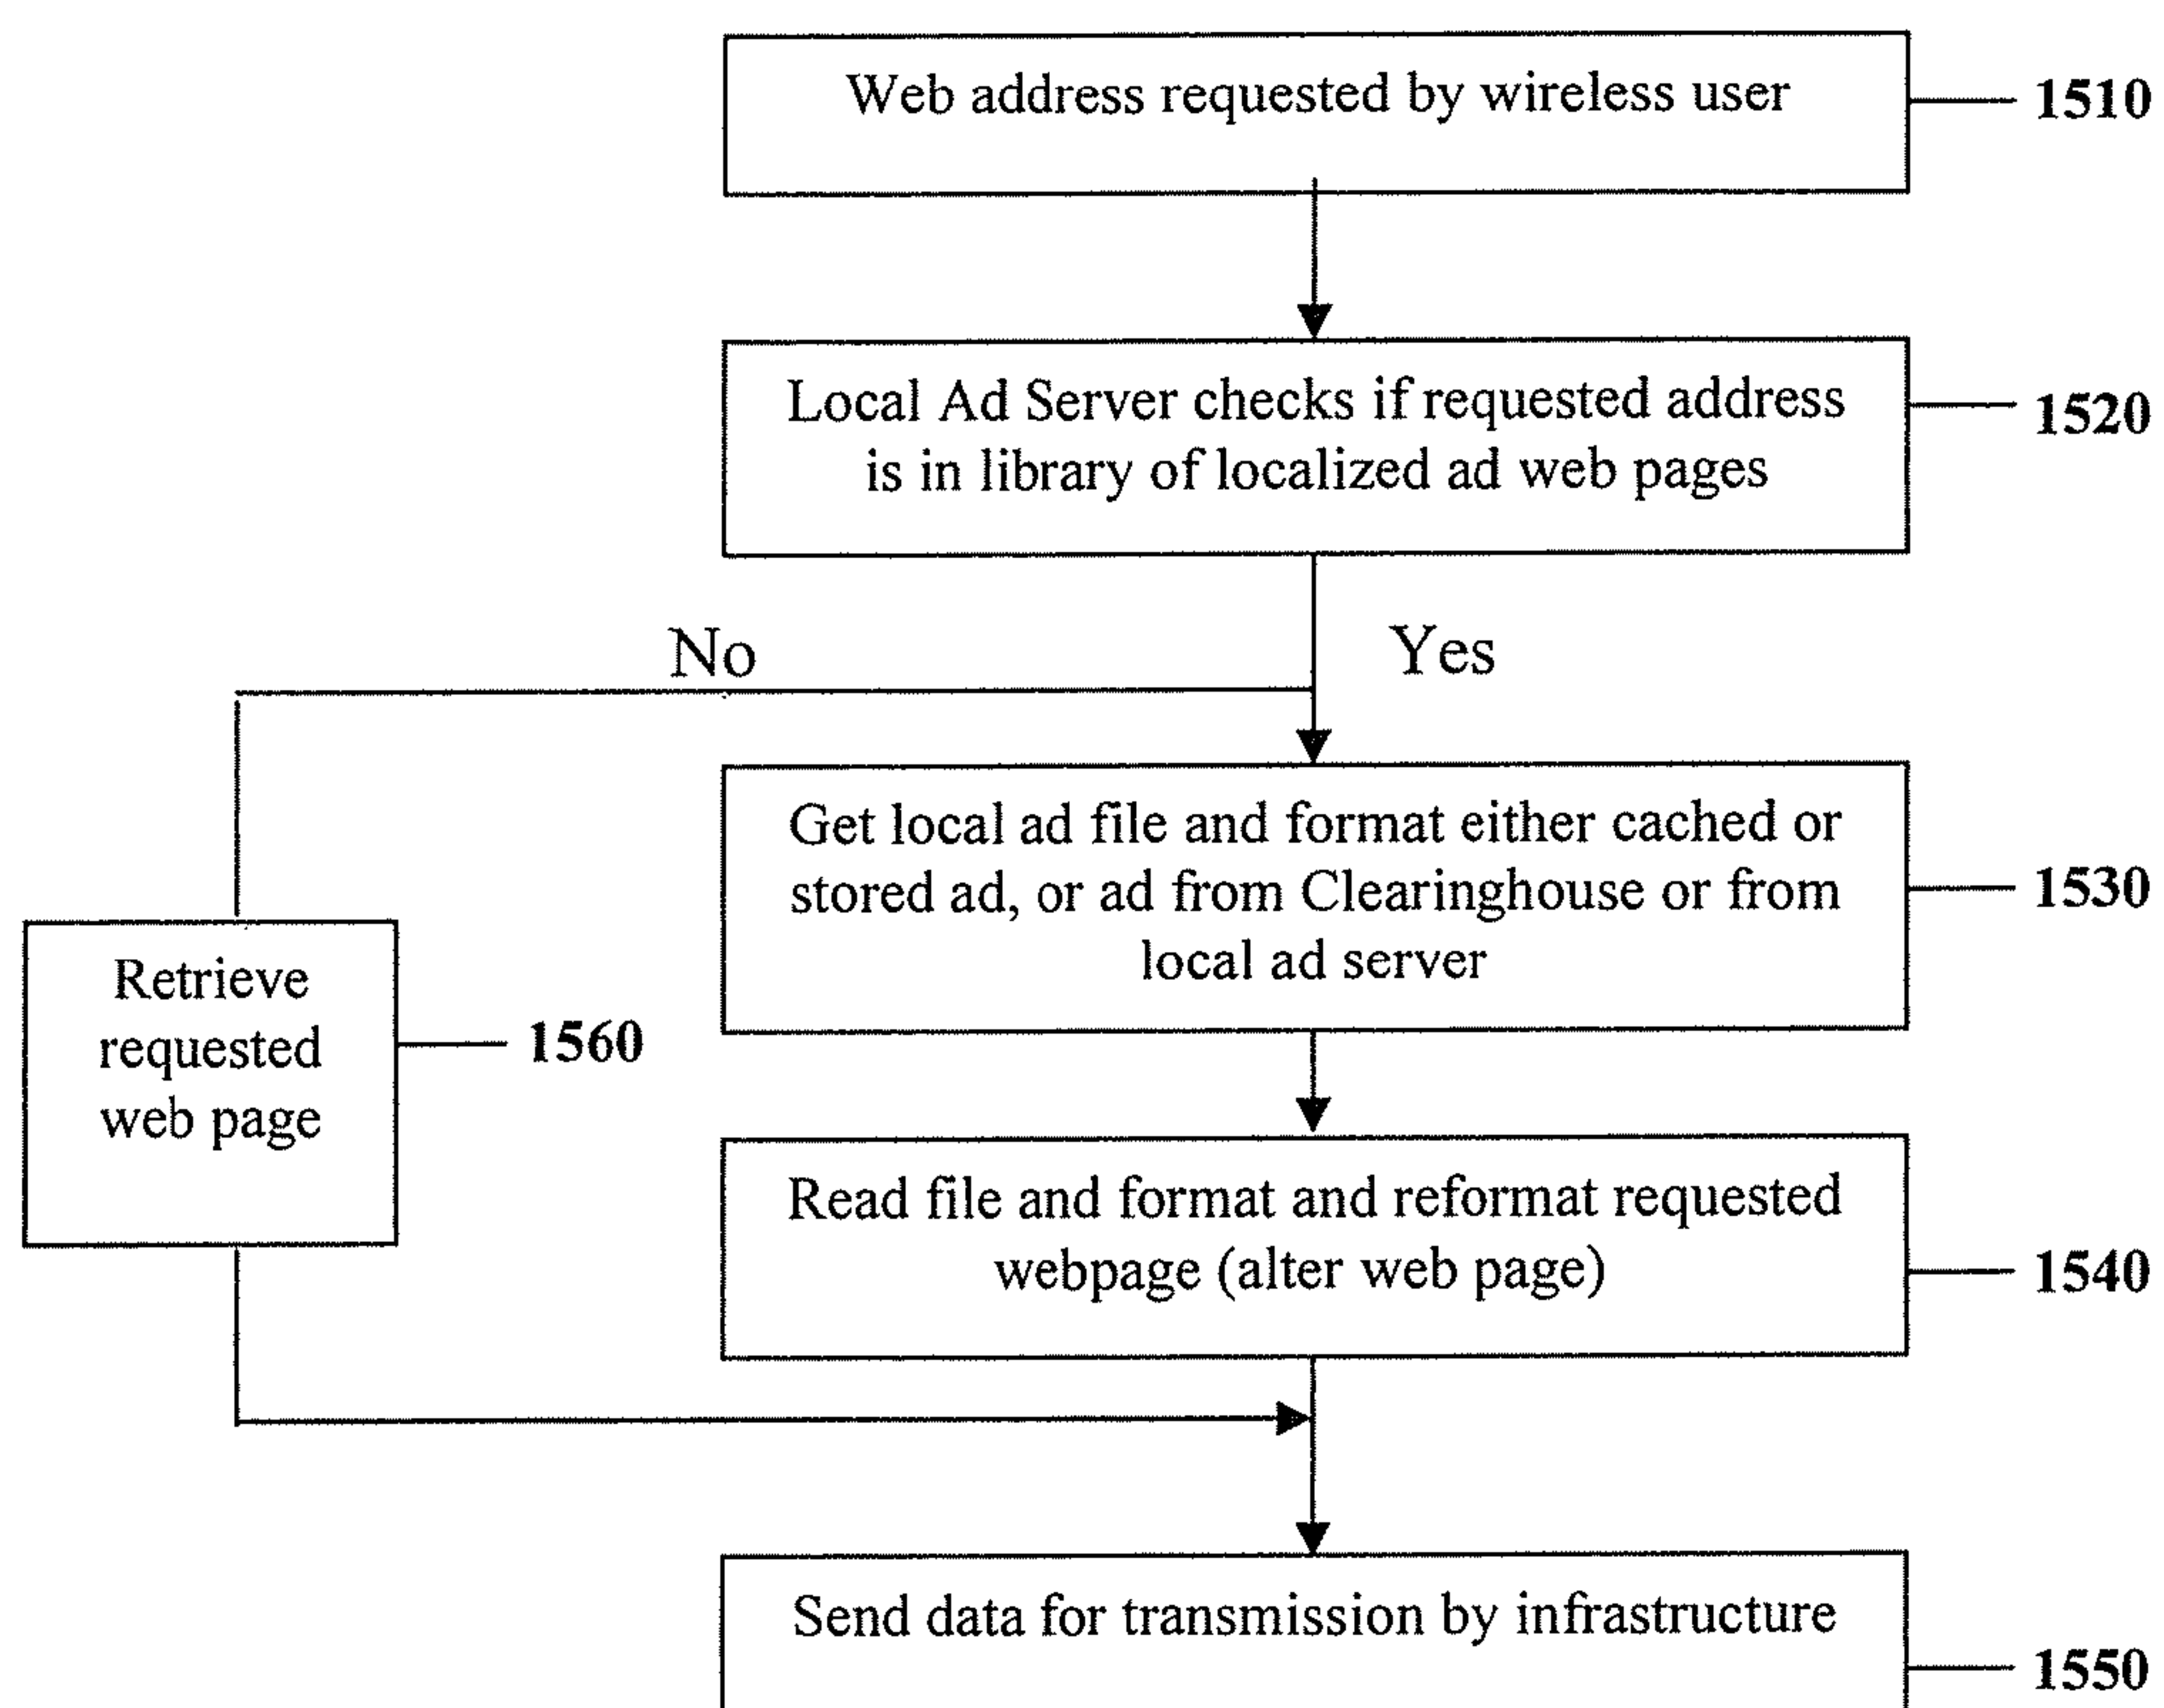 Web address requested by wireless user
1510
Local Ad Server checks if requested address
is in library of localized ad web pages
1520
No
Yes
Get local ad file and format either cached or
stored ad, or ad from Clearinghouse or from
local ad server
1530
Retrieve
requested
web page
1560
Read file and format and reformat requested
webpage (alter web page)
1540
Send data for transmission by infrastructure
1550